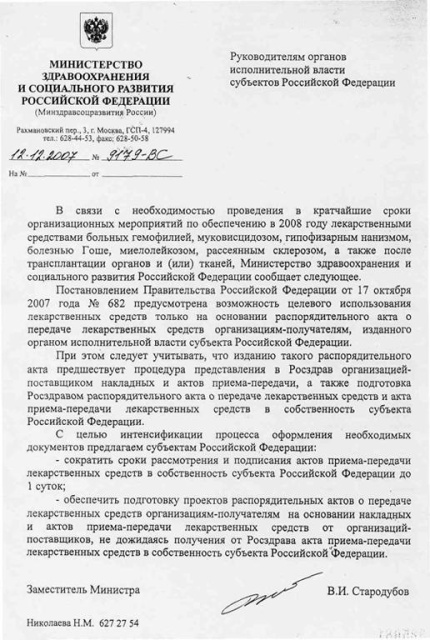 МИНИСТЕРСТВО
ЗДРАВООХРАНЕНИЯ
И СОЦИАЛЬНОГО РАЗВИТИЯ
РОССИЙСКОЙ ФЕДЕРАЦИИ
(Минздравсоцразвития России)
Рахмановский пер., 3, г. Москва, ГСП-4, 127994
тел.: 628-44-53, факс: 628-50-58
12.12.2007 № 9179-ВС
На № от
Руководителям органов
исполнительной власти
субъектов Российской Федерации
В связи с необходимостью проведения в кратчайшие сроки
организационных мероприятий по обеспечению в 2008 году лекарственными
средствами больных гемофилией, муковисцидозом, гипофизарным нанизмом,
болезнью Гоше, миелолейкозом, рассеянным склерозом, а также после
трансплантации органов и (или) тканей, Министерство здравоохранения и
социального развития Российской Федерации сообщает следующее.
Постановлением Правительства Российской Федерации от 17 октября
2007 года № 682 предусмотрена возможность целевого использования
лекарственных средств только на основании распорядительного акта о
передаче лекарственных средств организациям-получателям, изданного
органом исполнительной власти субъекта Российской Федерации.
При этом следует учитывать, что изданию такого распорядительного
акта предшествует процедура представления в Росздрав организацией-
поставщиком накладных и актов приема-передачи, а также подготовка
Росздравом распорядительного акта о передаче лекарственных средств и акта
приема-передачи лекарственных средств в собственность субъекта
Российской Федерации.
С целью интенсификации процесса оформления необходимых
документов предлагаем субъектам Российской Федерации:
- сократить сроки рассмотрения и подписания актов приема-передачи
лекарственных средств в собственность субъекта Российской Федерации до
1 суток;
- обеспечить подготовку проектов распорядительных актов о передаче
лекарственных средств организациям-получателям на основании накладных
и актов приема-передачи лекарственных средств от организаций-
поставщиков, не дожидаясь получения от Росздрава акта приема-передачи
лекарственных средств в собственность субъекта Российской Федерации.
Заместитель Министра В.И. Стародубов
Николаева Н.М. 627 27 54